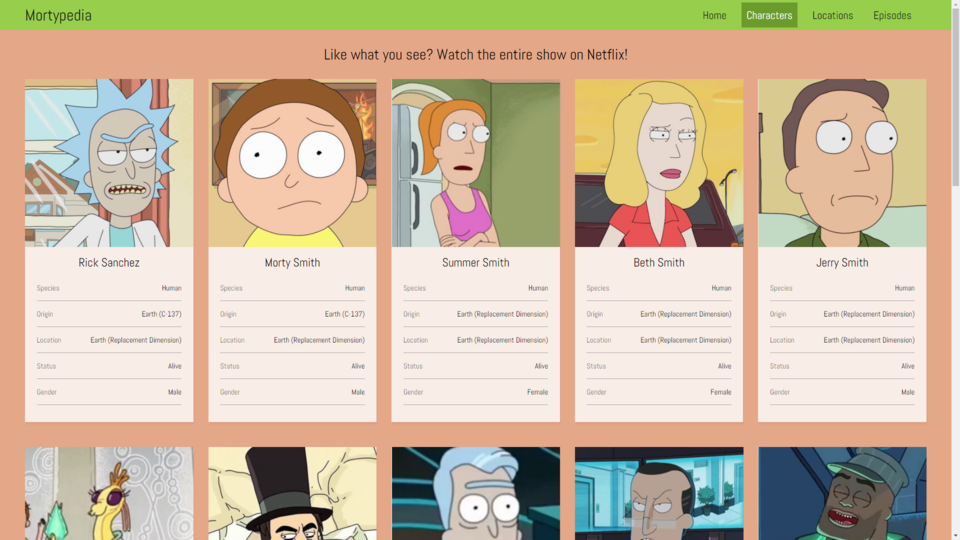 Mortypedia
Home Characters Locations Episodes
Like what you see? Watch the entire show on Netflix!
Rick Sanchez
Species Human
Origin Earth (C-137)
Location Earth (Replacement Dimension)
Status Alive
Gender Male
Morty Smith
Species Human
Origin Earth (C-137)
Location Earth (Replacement Dimension)
Status Alive
Gender Male
Summer Smith
Species Human
Origin Earth (Replacement Dimension)
Location Earth (Replacement Dimension)
Status Alive
Gender Female
Beth Smith
Species Human
Origin Earth (Replacement Dimension)
Location Earth (Replacement Dimension)
Status Alive
Gender Female
Jerry Smith
Species Human
Origin Earth (Replacement Dimension)
Location Earth (Replacement Dimension)
Status Alive
Gender Male